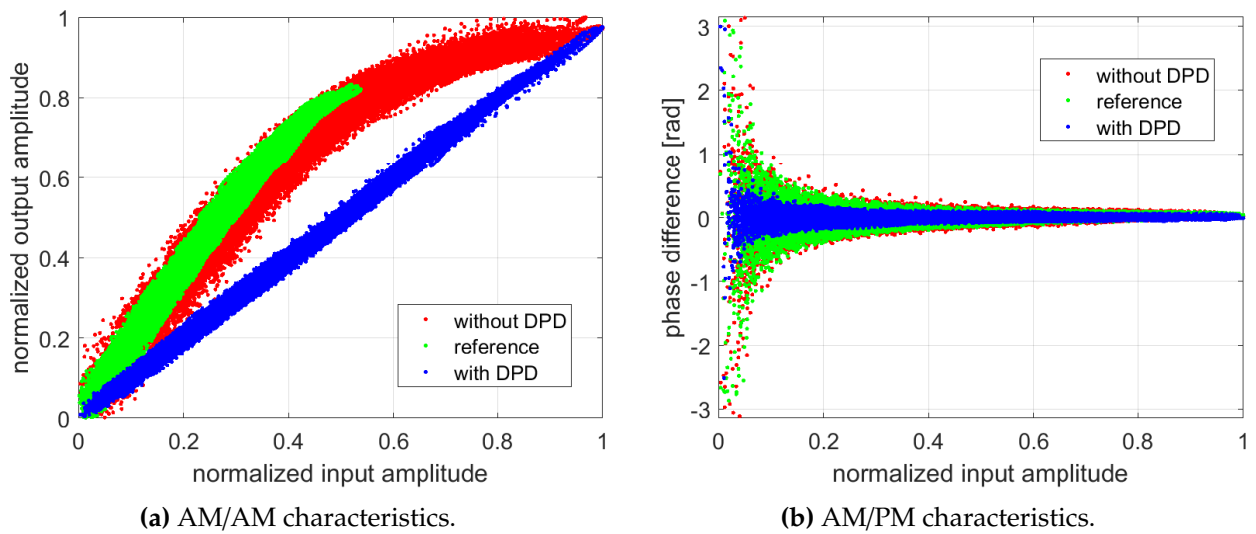 1
0.8
0.6
0.4
0.2
0
0
0.2
0.4
0.6
0.8
1
normalized output amplitude
normalized input amplitude
without DPD
reference
with DPD
(a) AM/AM characteristics.
3
2
1
0
-1
-2
-3
0
0.2
0.4
0.6
0.8
1
phase difference [rad]
normalized input amplitude
without DPD
reference
with DPD
(b) AM/PM characteristics.